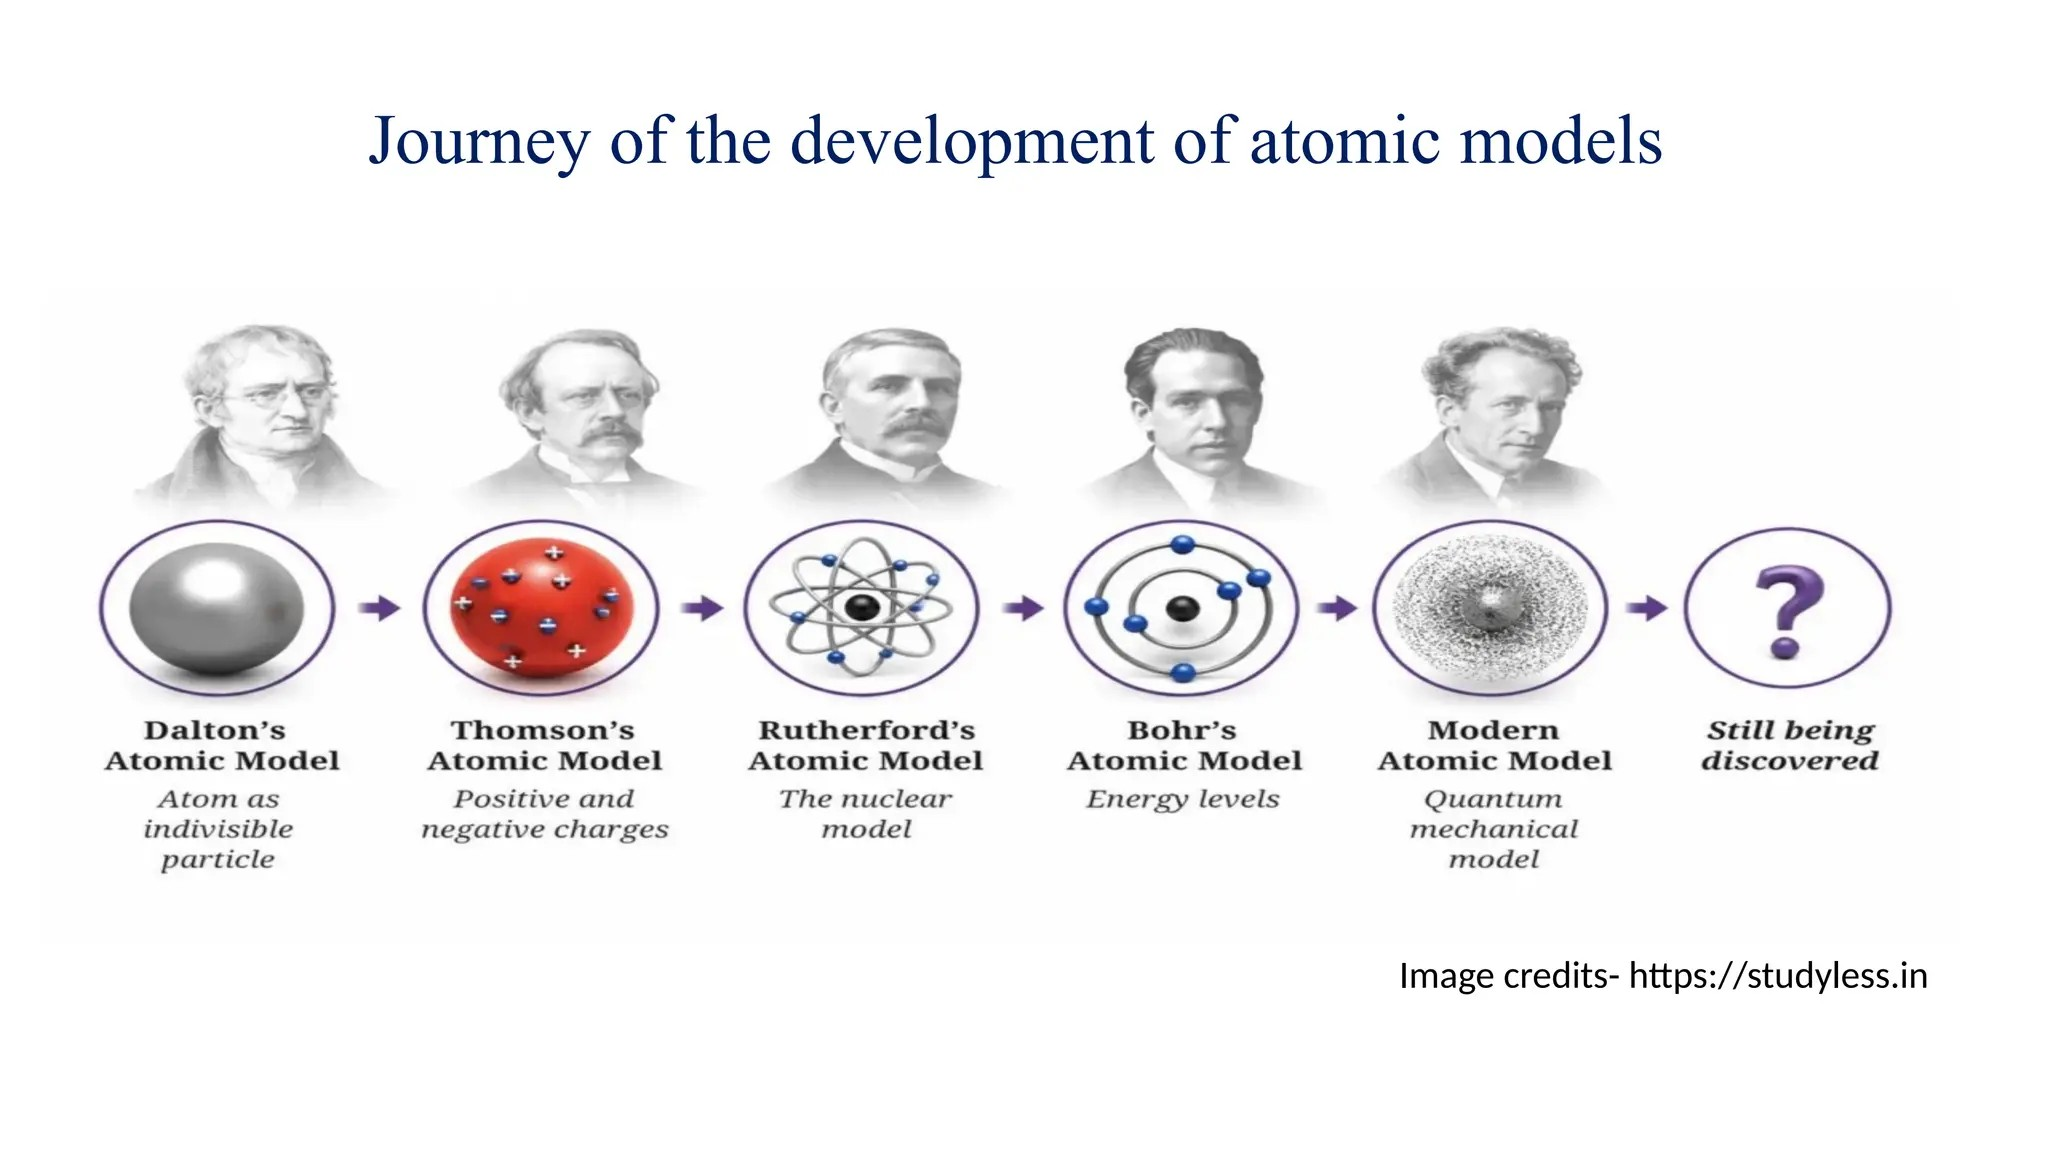 Journey of the development of atomic models
Dalton’s
Atomic Model
Atom as
indivisible
particle
Thomson’s
Atomic Model
Positive and
negative charges
Rutherford’s
Atomic Model
The nuclear
model
Bohr’s
Atomic Model
Energy levels
Modern
Atomic Model
Quantum
mechanical
model
?
Still being
discovered
Image credits- https://studyless.in